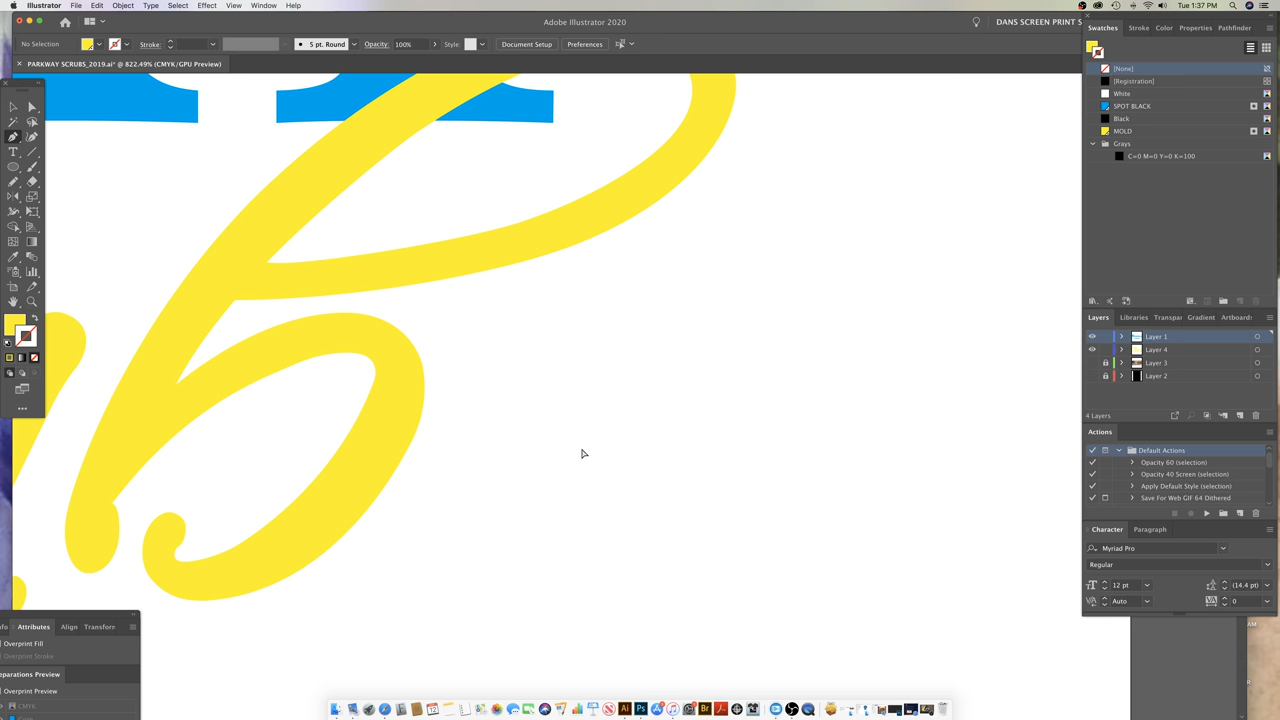 Illustrator File Edit Object Type Select Effect View Window Help
Tue 1:37 PM
Adobe Illustrator 2020
DANS SCREEN PRINT S
No Selection Stroke: 5 pt. Round Opacity: 100% Style: Document Setup Preferences
PARKWAY SCRUBS_2019.ai* @ 822.49% (CMYK/GPU Preview)
Swatches Stroke Color Properties Pathfinder
[None]
[Registration]
White
SPOT BLACK
Black
MOLD
Grays
C=0 M=0 Y=0 K=100
Layers Libraries Transpar Gradient Artboards
Layer 1
Layer 4
Layer 3
Layer 2
4 Layers
Actions
Default Actions
Opacity 60 (selection)
Opacity 40 Screen (selection)
Apply Default Style (selection)
Save For Web GIF 64 Dithered
Character Paragraph
Myriad Pro
Regular
12 pt (14.4 pt)
Auto 0
AM
Attributes Align Transform
Overprint Fill
Overprint Stroke
Overprint Preview
CMYK